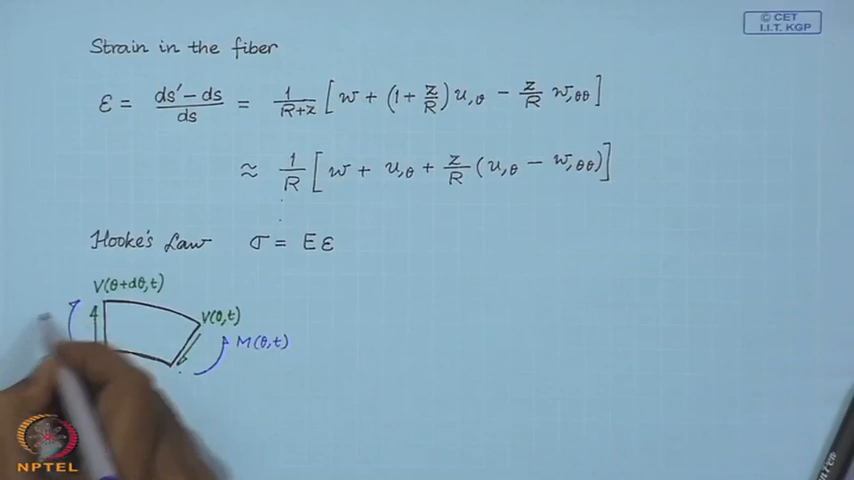 © CET
I.I.T. KGP
Strain in the fiber
ε = ds′ − ds / ds = 1/(R+z) [ w + (1 + z/R) u,θ − z/R w,θθ ]
≈ 1/R [ w + u,θ + z/R (u,θ − w,θθ) ]
Hooke's Law σ = Eε
V(θ+dθ,t)
V(θ,t)
M(θ,t)
NPTEL